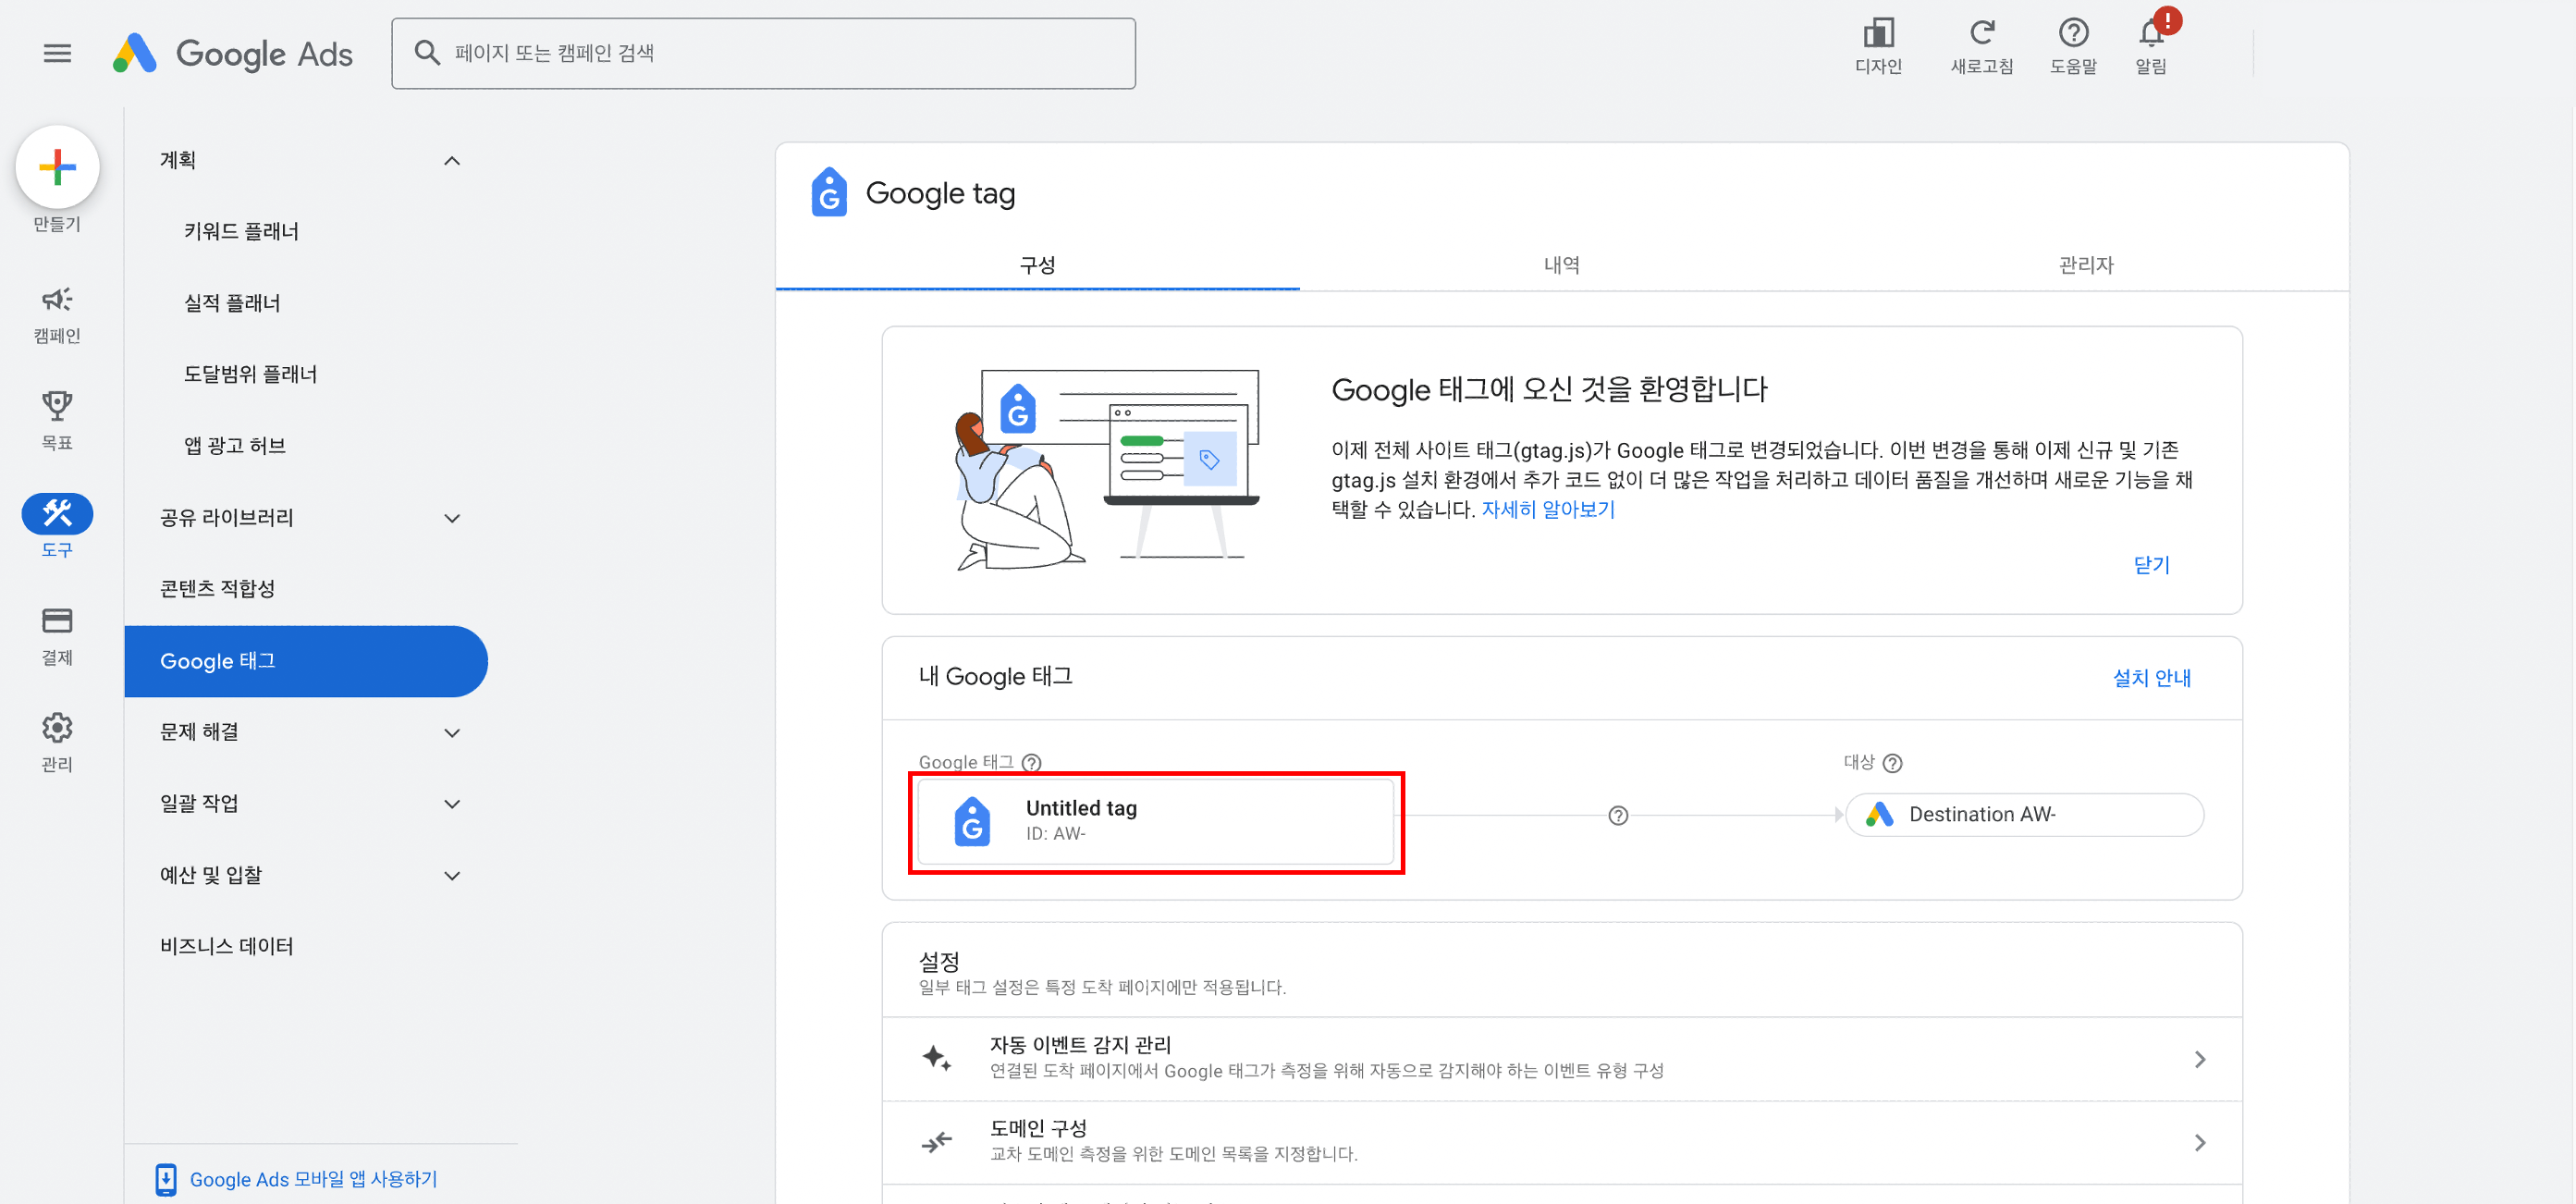 Google Ads
페이지 또는 캠페인 검색
디자인
새로고침
도움말
알림
만들기
캠페인
목표
도구
결제
관리
계획
키워드 플래너
실적 플래너
도달범위 플래너
앱 광고 허브
공유 라이브러리
콘텐츠 적합성
Google 태그
문제 해결
일괄 작업
예산 및 입찰
비즈니스 데이터
Google Ads 모바일 앱 사용하기
Google tag
구성
내역
관리자
Google 태그에 오신 것을 환영합니다
이제 전체 사이트 태그(gtag.js)가 Google 태그로 변경되었습니다. 이번 변경을 통해 이제 신규 및 기존
gtag.js 설치 환경에서 추가 코드 없이 더 많은 작업을 처리하고 데이터 품질을 개선하며 새로운 기능을 채
택할 수 있습니다. 자세히 알아보기
닫기
내 Google 태그
설치 안내
Google 태그
대상
Untitled tag
ID: AW-
Destination AW-
설정
일부 태그 설정은 특정 도착 페이지에만 적용됩니다.
자동 이벤트 감지 관리
연결된 도착 페이지에서 Google 태그가 측정을 위해 자동으로 감지해야 하는 이벤트 유형 구성
도메인 구성
교차 도메인 측정을 위한 도메인 목록을 지정합니다.